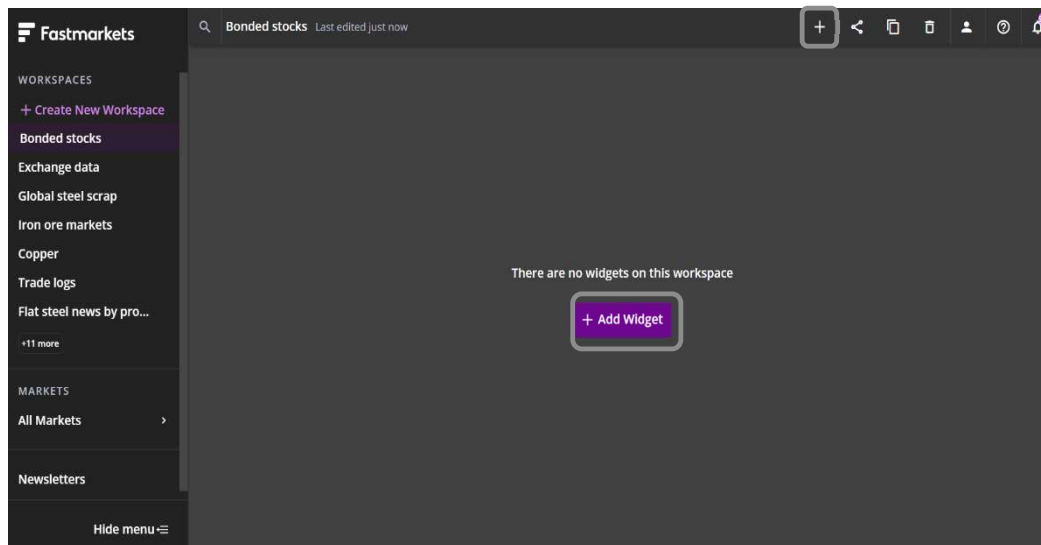 Fastmarkets
WORKSPACES
+ Create New Workspace
Bonded stocks
Exchange data
Global steel scrap
Iron ore markets
Copper
Trade logs
Flat steel news by pro...
+11 more
MARKETS
All Markets
Newsletters
Hide menu
Bonded stocks Last edited just now
There are no widgets on this workspace
+ Add Widget